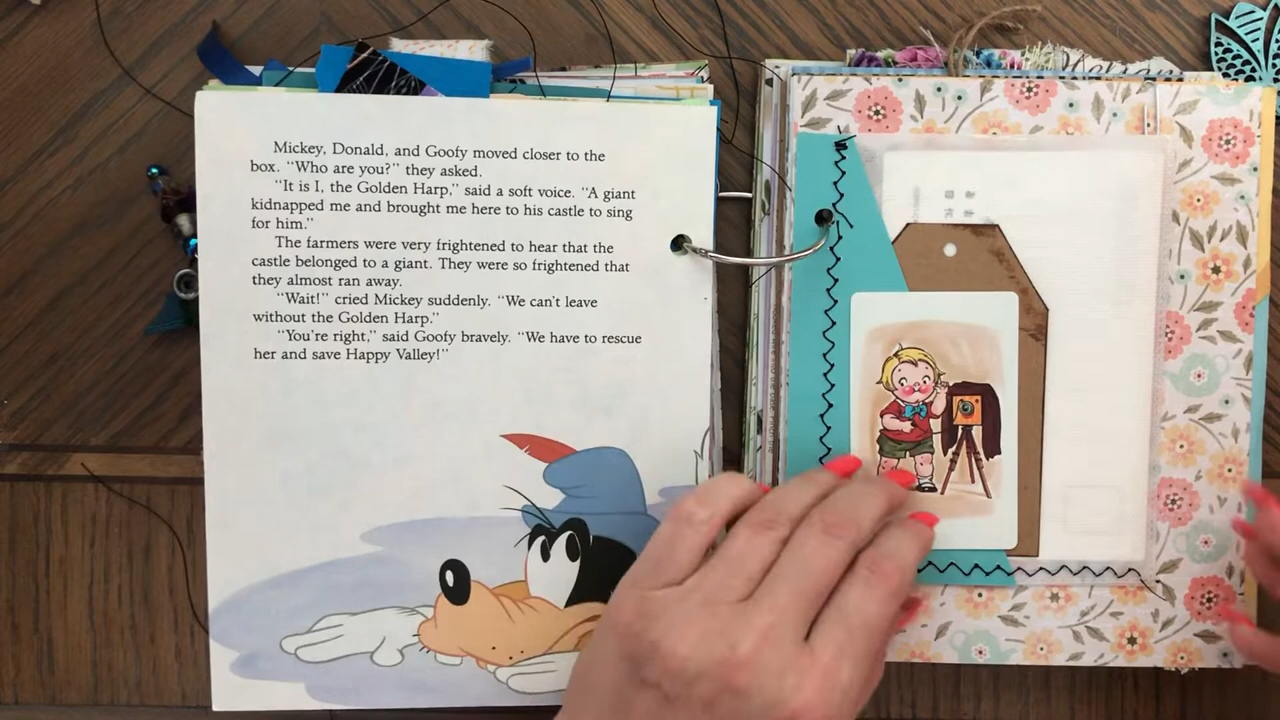 Mickey, Donald, and Goofy moved closer to the
box. "Who are you?" they asked.
"It is I, the Golden Harp," said a soft voice. "A giant
kidnapped me and brought me here to his castle to sing
for him."
The farmers were very frightened to hear that the
castle belonged to a giant. They were so frightened that
they almost ran away.
"Wait!" cried Mickey suddenly. "We can't leave
without the Golden Harp."
"You're right," said Goofy bravely. "We have to rescue
her and save Happy Valley!"